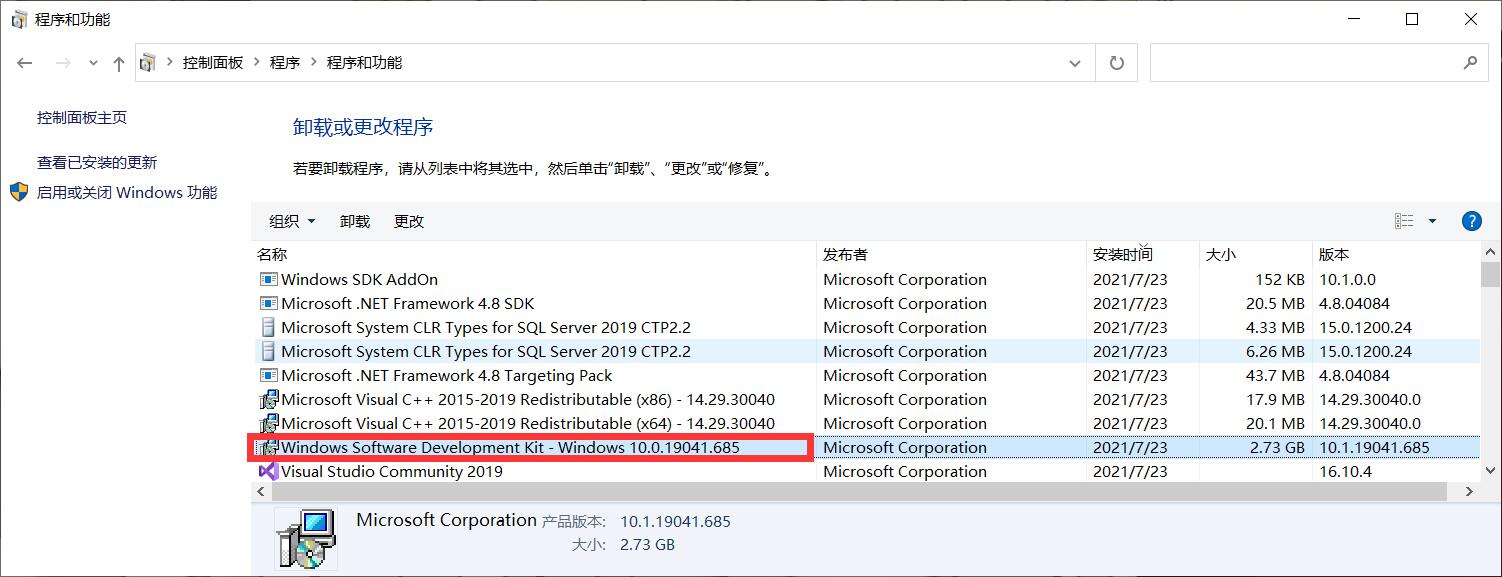 程序和功能
控制面板 程序 程序和功能
控制面板主页
查看已安装的更新
启用或关闭 Windows 功能
卸载或更改程序
若要卸载程序，请从列表中将其选中，然后单击“卸载”、“更改”或“修复”。
组织 卸载 更改
名称 发布者 安装时间 大小 版本
Windows SDK AddOn Microsoft Corporation 2021/7/23 152 KB 10.1.0.0
Microsoft .NET Framework 4.8 SDK Microsoft Corporation 2021/7/23 20.5 MB 4.8.04084
Microsoft System CLR Types for SQL Server 2019 CTP2.2 Microsoft Corporation 2021/7/23 4.33 MB 15.0.1200.24
Microsoft System CLR Types for SQL Server 2019 CTP2.2 Microsoft Corporation 2021/7/23 6.26 MB 15.0.1200.24
Microsoft .NET Framework 4.8 Targeting Pack Microsoft Corporation 2021/7/23 43.7 MB 4.8.04084
Microsoft Visual C++ 2015-2019 Redistributable (x86) - 14.29.30040 Microsoft Corporation 2021/7/23 17.9 MB 14.29.30040.0
Microsoft Visual C++ 2015-2019 Redistributable (x64) - 14.29.30040 Microsoft Corporation 2021/7/23 20.1 MB 14.29.30040.0
Windows Software Development Kit - Windows 10.0.19041.685 Microsoft Corporation 2021/7/23 2.73 GB 10.1.19041.685
Visual Studio Community 2019 Microsoft Corporation 2021/7/23 16.10.4
Microsoft Corporation 产品版本: 10.1.19041.685
大小: 2.73 GB